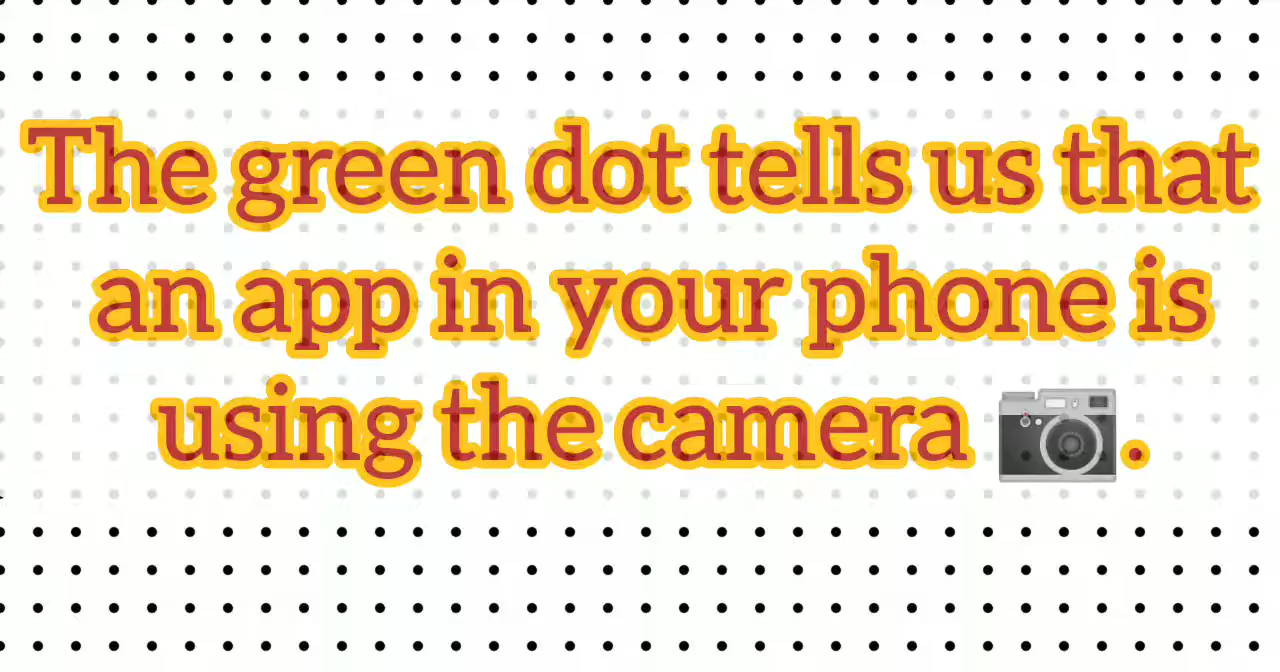 The green dot tells us that
an app in your phone is
using the camera 📷.